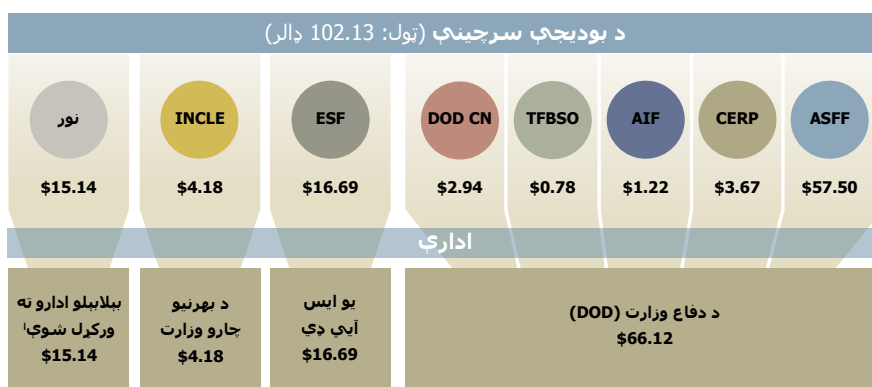 د بودیجې سرچینې (ټول: 102.13 ډالر)
ASFF
CERP
AIF
TFBSO
DOD CN
ESF
INCLE
نور
$57.50
$3.67
$1.22
$0.78
$2.94
$16.69
$4.18
$15.14
ادارې
د دفاع وزارت (DOD)
$66.12
یو ایس
آیي ډي
$16.69
د بهرنیو
چارو وزارت
$4.18
بېلابېلو ادارو ته
ورکړل شوي¹
$15.14